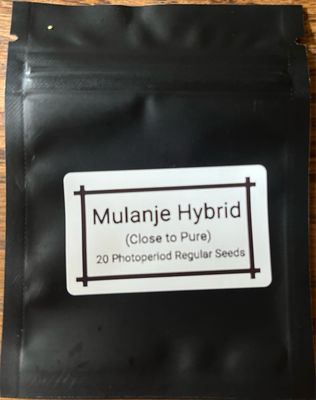 Mulanje Hybrid
(Close to Pure)
20 Photoperiod Regular Seeds